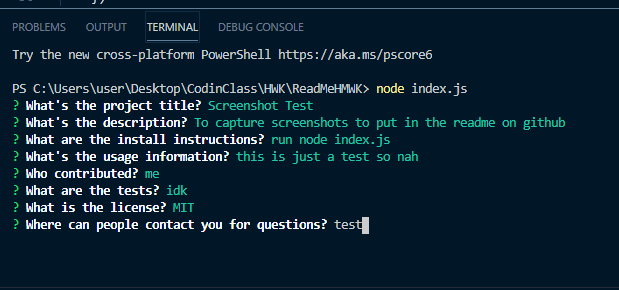 PROBLEMS OUTPUT TERMINAL DEBUG CONSOLE
Try the new cross-platform PowerShell https://aka.ms/pscore6
PS C:\Users\user\Desktop\CodinClass\HWK\ReadMeHMWK> node index.js
? What's the project title? Screenshot Test
? What's the description? To capture screenshots to put in the readme on github
? What are the install instructions? run node index.js
? What's the usage information? this is just a test so nah
? Who contributed? me
? What are the tests? idk
? What is the license? MIT
? Where can people contact you for questions? test